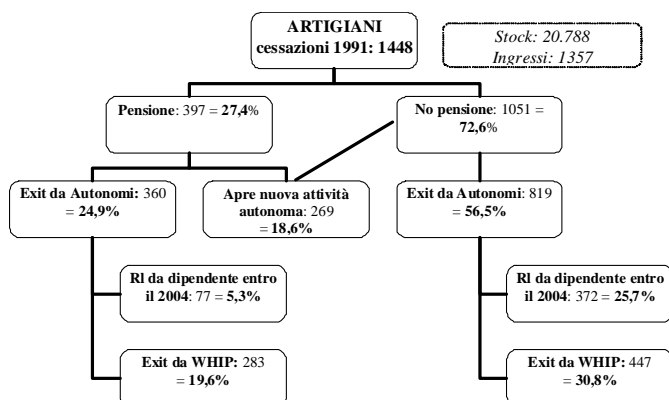 ARTIGIANI
cessazioni 1991: 1448
Stock: 20.788
Ingressi: 1357
Pensione: 397 = 27,4%
No pensione: 1051 =
72,6%
Exit da Autonomi: 360
= 24,9%
Apre nuova attività
autonoma: 269
= 18,6%
Exit da Autonomi: 819
= 56,5%
Rl da dipendente entro
il 2004: 77 = 5,3%
Rl da dipendente entro
il 2004: 372 = 25,7%
Exit da WHIP: 283
= 19,6%
Exit da WHIP: 447
= 30,8%